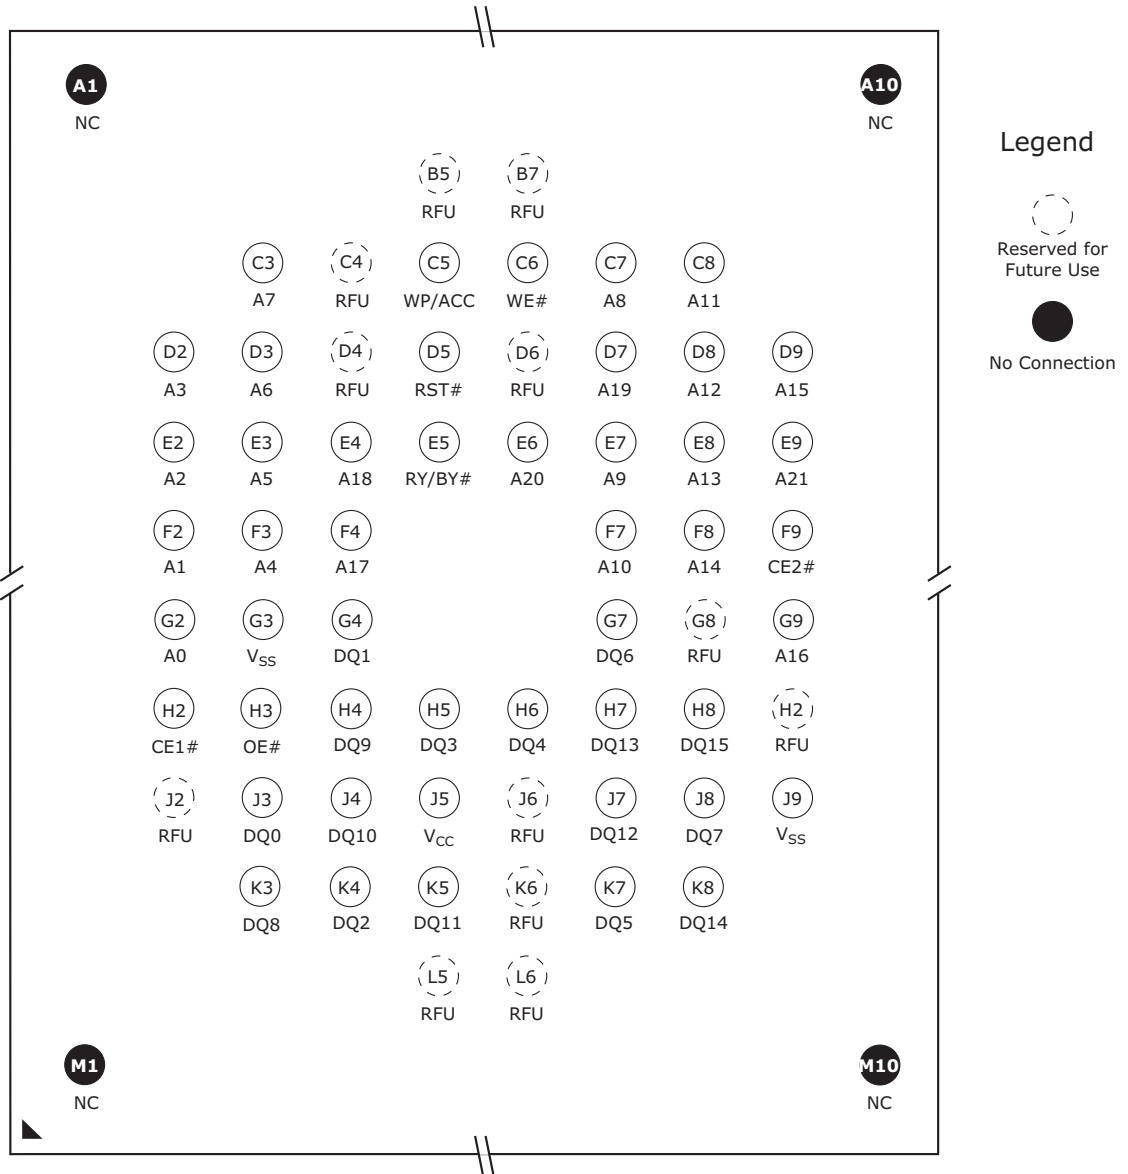 A1 A10
NC NC
Legend
B5 B7
RFU RFU
Reserved for
Future Use
C3 C4 C5 C6 C7 C8
A7 RFU WP/ACC WE# A8 A11
No Connection
D2 D3 D4 D5 D6 D7 D8 D9
A3 A6 RFU RST# RFU A19 A12 A15
E2 E3 E4 E5 E6 E7 E8 E9
A2 A5 A18 RY/BY# A20 A9 A13 A21
F2 F3 F4 F7 F8 F9
A1 A4 A17 A10 A14 CE2#
G2 G3 G4 G7 G8 G9
A0 VSS DQ1 DQ6 RFU A16
H2 H3 H4 H5 H6 H7 H8 H2
CE1# OE# DQ9 DQ3 DQ4 DQ13 DQ15 RFU
J2 J3 J4 J5 J6 J7 J8 J9
RFU DQ0 DQ10 VCC RFU DQ12 DQ7 VSS
K3 K4 K5 K6 K7 K8
DQ8 DQ2 DQ11 RFU DQ5 DQ14
L5 L6
RFU RFU
M1 M10
NC NC